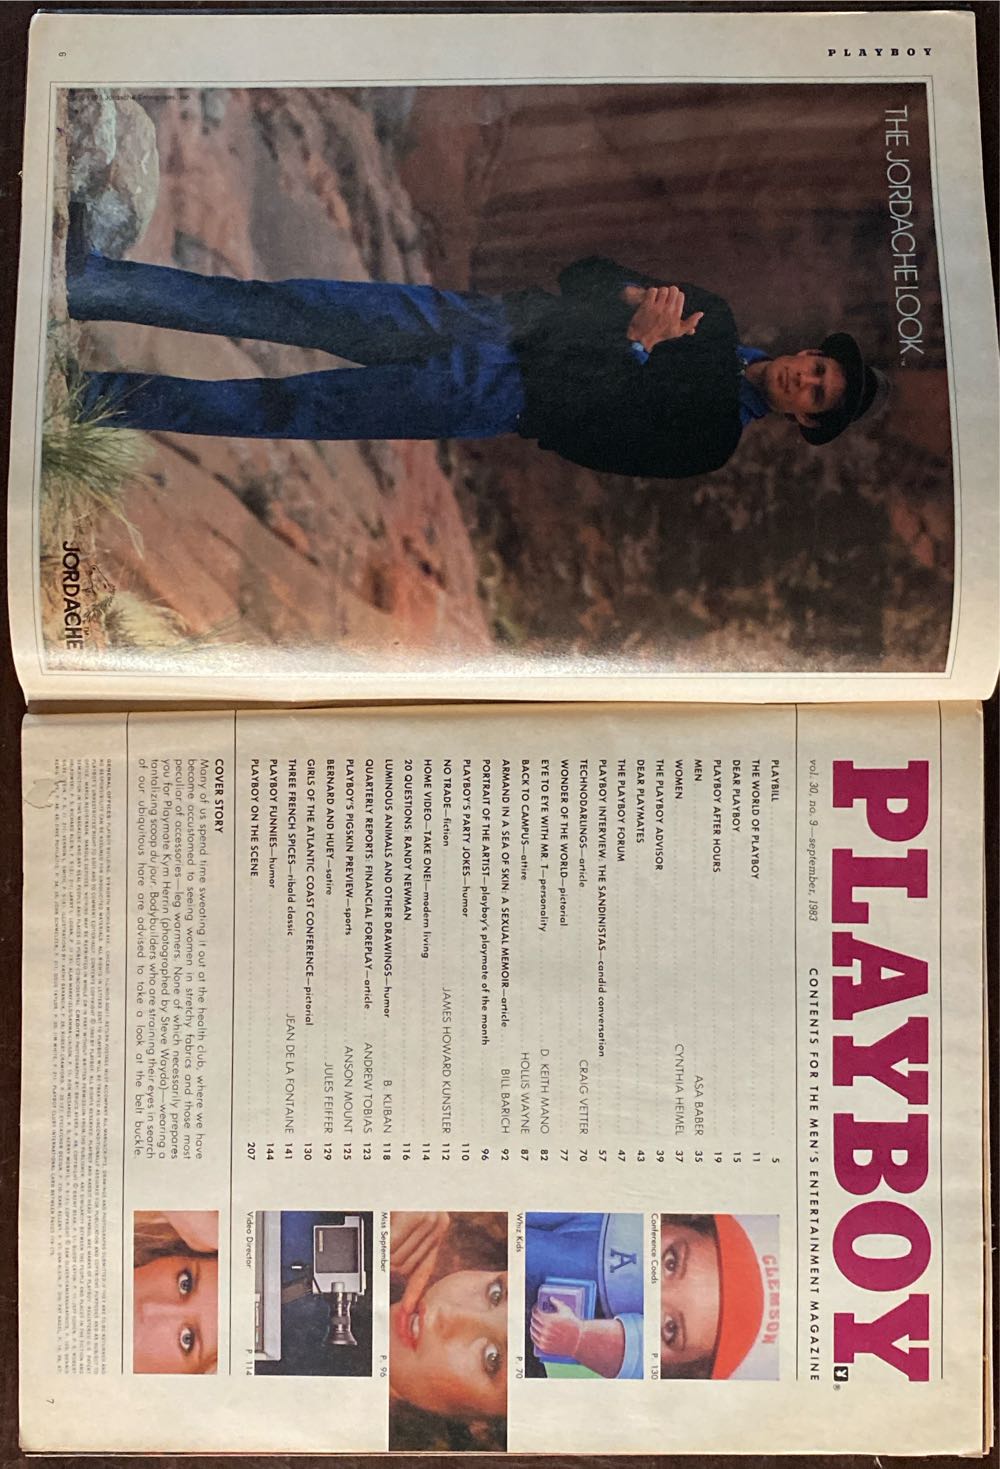 PLAYBOY
THE JORDACHE LOOK™
JORDACHE
6
PLAYBOY®
vol. 30, no. 9—september, 1983
CONTENTS FOR THE MEN'S ENTERTAINMENT MAGAZINE
PLAYBILL 5
THE WORLD OF PLAYBOY 11
DEAR PLAYBOY 15
PLAYBOY AFTER HOURS 19
MEN ASA BABER 35
WOMEN CYNTHIA HEIMEL 37
THE PLAYBOY ADVISOR 39
DEAR PLAYMATES 43
THE PLAYBOY FORUM 47
PLAYBOY INTERVIEW: THE SANDINISTAS—candid conversation 57
TECHNODARLINGS—article CRAIG VETTER 70
WONDER OF THE WORLD—pictorial 77
EYE TO EYE WITH MR. T—personality D. KEITH MANO 82
BACK TO CAMPUS—attire HOLLIS WAYNE 87
ARMAND IN A SEA OF SKIN: A SEXUAL MEMOIR—article BILL BARICH 92
PORTRAIT OF THE ARTIST—playboy's playmate of the month 96
PLAYBOY'S PARTY JOKES—humor 110
NO TRADE—fiction JAMES HOWARD KUNSTLER 112
HOME VIDEO—TAKE ONE!—modern living 114
20 QUESTIONS: RANDY NEWMAN 116
LUMINOUS ANIMALS AND OTHER DRAWINGS—humor B. KLIBAN 118
QUARTERLY REPORTS: FINANCIAL FOREPLAY—article ANDREW TOBIAS 123
PLAYBOY'S PIGSKIN PREVIEW—sports ANSON MOUNT 125
BERNARD AND HUEY—satire JULES FEIFFER 129
GIRLS OF THE ATLANTIC COAST CONFERENCE—pictorial 130
THREE FRENCH SPICES—ribald classic JEAN DE LA FONTAINE 141
PLAYBOY FUNNIES—humor 144
PLAYBOY ON THE SCENE 207
CLEMSON
Conference Coeds P. 130
A
Whiz Kids P. 70
Miss September P. 96
Video Director P. 114
COVER STORY
Many of us spend time sweating it out at the health club, where we have
become accustomed to seeing women in stretchy fabrics and those most
peculiar of accessories—leg warmers. None of which necessarily prepares
you for Playmate Kym Herrin (photographed by Steve Wayda)—wearing a
tantalizing scoop du jour. Bodybuilders who are straining their eyes in search
of our ubiquitous hare are advised to take a look at the belt buckle.
7